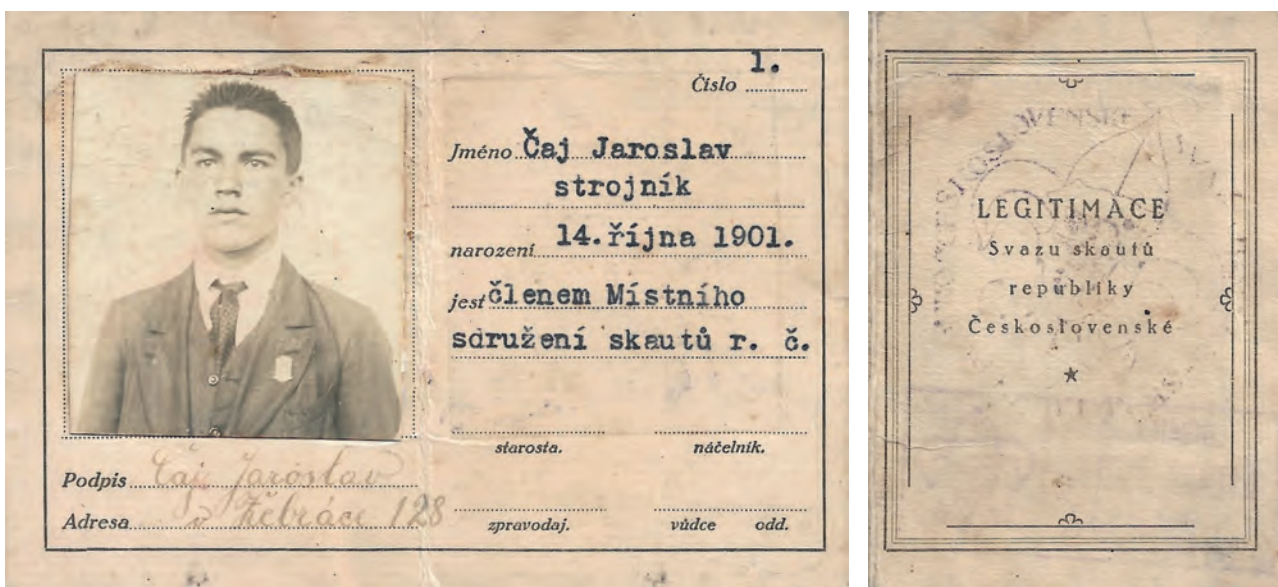 Číslo 1.
Jméno Čaj Jaroslav
strojník
narození 14. října 1901.
jest členem Místního
sdružení skautů r. č.
starosta. náčelník.
zpravodaj. vůdce odd.
Podpis Čaj Jaroslav
Adresa v Žebráce 128
LEGITIMACE
Svazu skautů
republiky
Československé